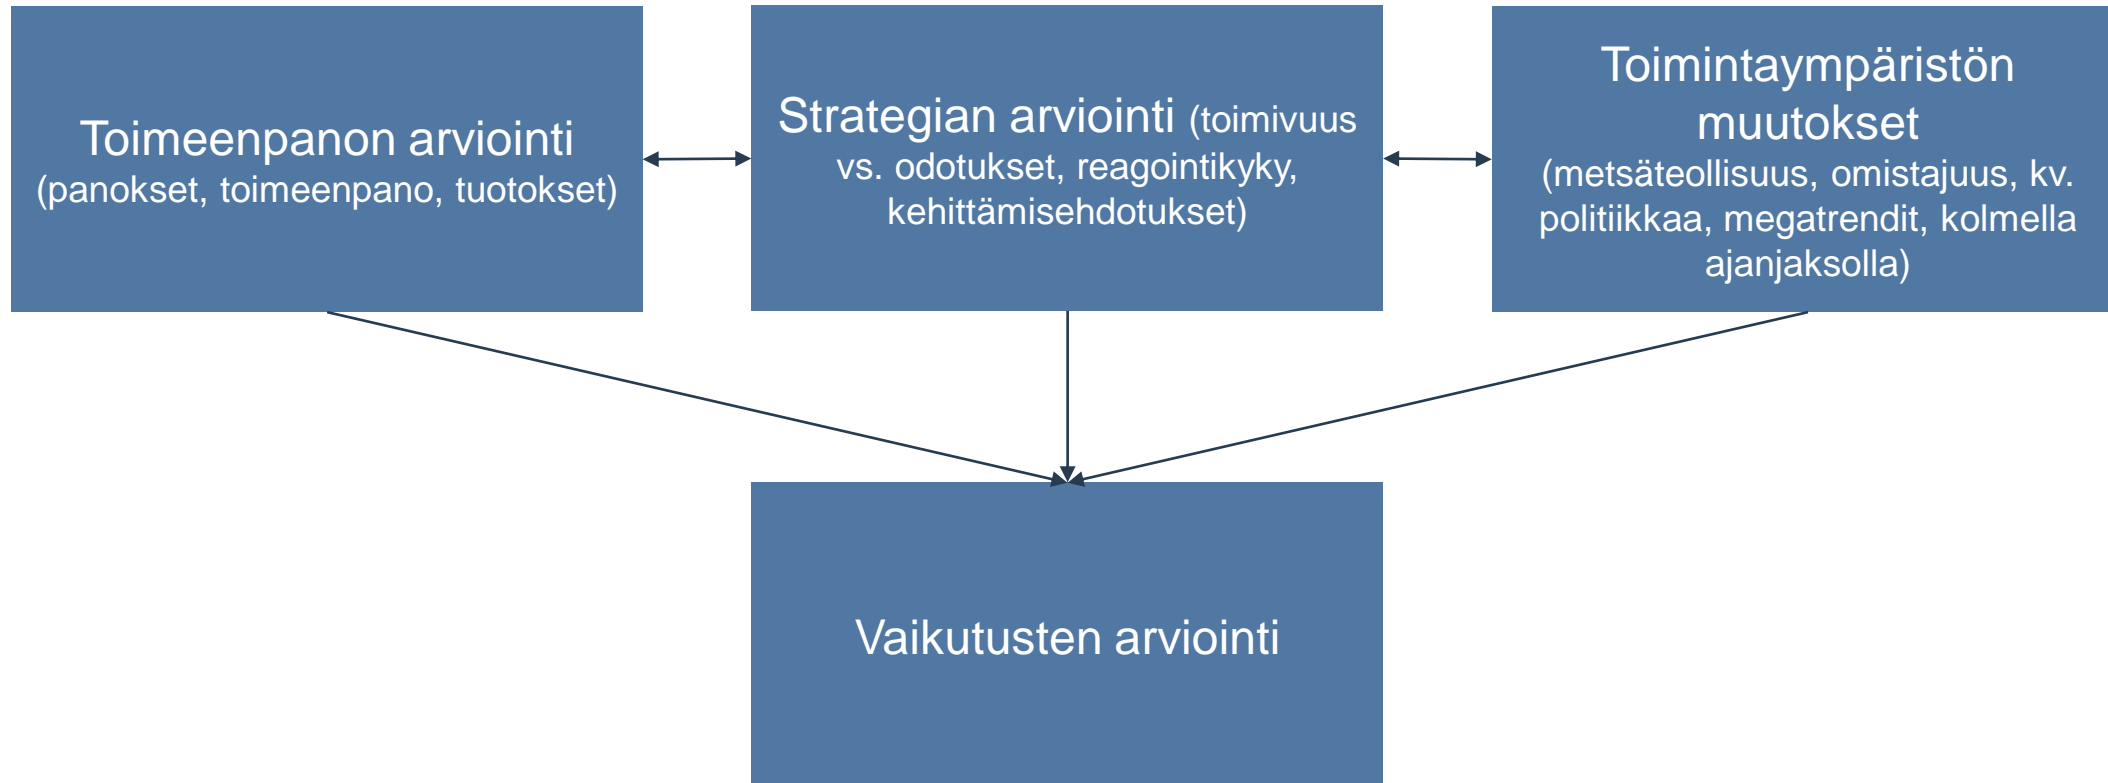 Toimeenpanon arviointi
(panokset, toimeenpano, tuotokset)
Strategian arviointi (toimivuus
vs. odotukset, reagointikyky,
kehittämisehdotukset)
Toimintaympäristön
muutokset
(metsäteollisuus, omistajuus, kv.
politiikkaa, megatrendit, kolmella
ajanjaksolla)
Vaikutusten arviointi